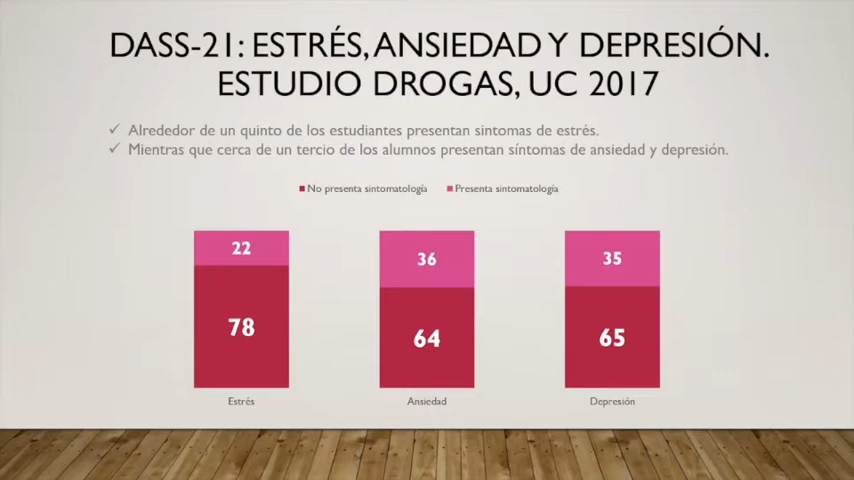 DASS-21: ESTRÉS, ANSIEDAD Y DEPRESIÓN.
ESTUDIO DROGAS, UC 2017
✓ Alrededor de un quinto de los estudiantes presentan sintomas de estrés.
✓ Mientras que cerca de un tercio de los alumnos presentan síntomas de ansiedad y depresión.
No presenta sintomatología Presenta sintomatología
22 36 35
78 64 65
Estrés Ansiedad Depresión